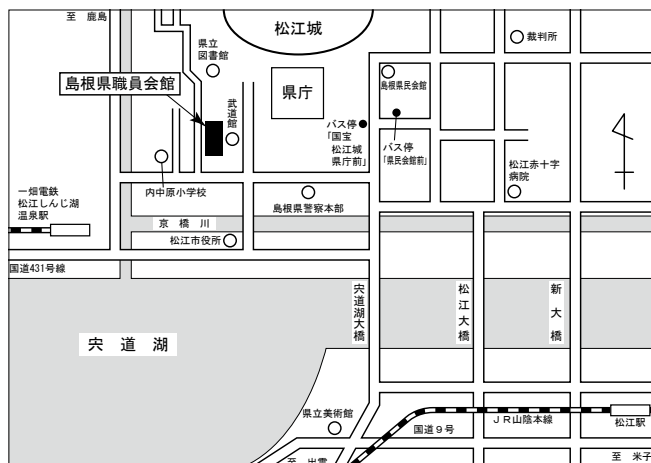 至 鹿島
松江城
県立
図書館
裁判所
島根県職員会館
県庁
島根県民会館
武道館
バス停
「国宝
松江城
県庁前」
バス停
「県民会館前」
松江赤十字
病院
内中原小学校
一畑電鉄
松江しんじ湖
温泉駅
島根県警察本部
京橋川
松江市役所
国道431号線
宍道湖大橋
松江大橋
新大橋
宍道湖
県立美術館
国道9号
JR山陰本線
松江駅
至 出雲
至 米子